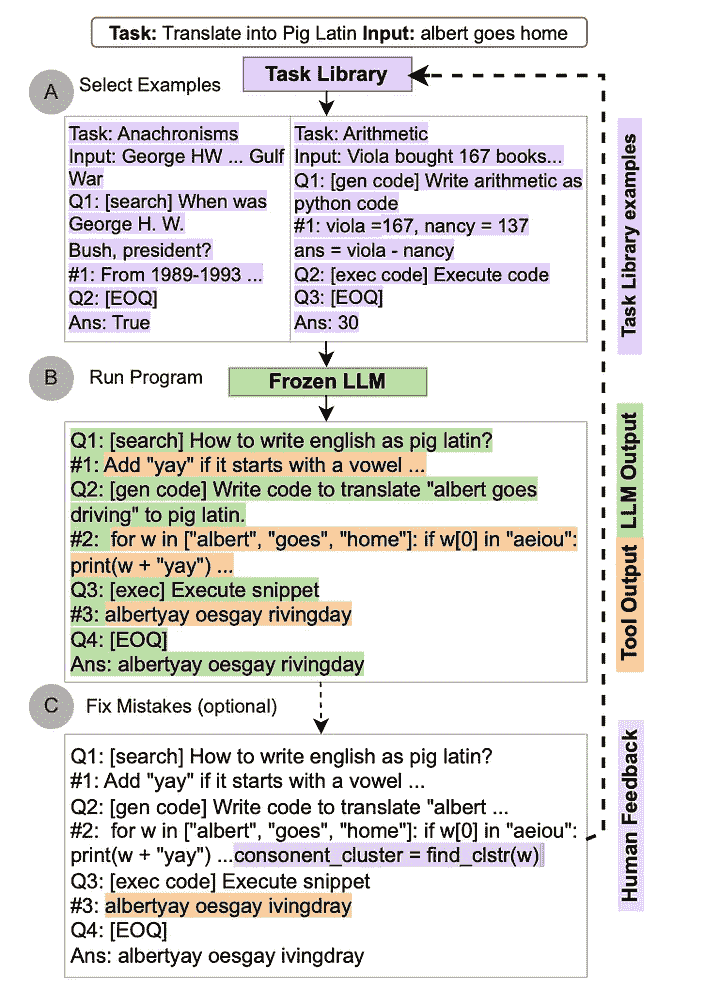 Task: Translate into Pig Latin Input: albert goes home
A
Select Examples
Task Library
Task: Anachronisms
Input: George HW ... Gulf
War
Q1: [search] When was
George H. W.
Bush, president?
#1: From 1989-1993 ...
Q2: [EOQ]
Ans: True
Task: Arithmetic
Input: Viola bought 167 books...
Q1: [gen code] Write arithmetic as
python code
#1: viola =167, nancy = 137
ans = viola - nancy
Q2: [exec code] Execute code
Q3: [EOQ]
Ans: 30
Task Library examples
B
Run Program
Frozen LLM
Q1: [search] How to write english as pig latin?
#1: Add "yay" if it starts with a vowel ...
Q2: [gen code] Write code to translate "albert goes
driving" to pig latin.
#2: for w in ["albert", "goes", "home"]: if w[0] in "aeiou":
print(w + "yay") ...
Q3: [exec] Execute snippet
#3: albertyay oesgay rivingday
Q4: [EOQ]
Ans: albertyay oesgay rivingday
LLM Output
Tool Output
C
Fix Mistakes (optional)
Q1: [search] How to write english as pig latin?
#1: Add "yay" if it starts with a vowel ...
Q2: [gen code] Write code to translate "albert ...
#2: for w in ["albert", "goes", "home"]: if w[0] in "aeiou":
print(w + "yay") ...consonent_cluster = find_clstr(w)
Q3: [exec code] Execute snippet
#3: albertyay oesgay ivingdray
Q4: [EOQ]
Ans: albertyay oesgay ivingdray
Human Feedback